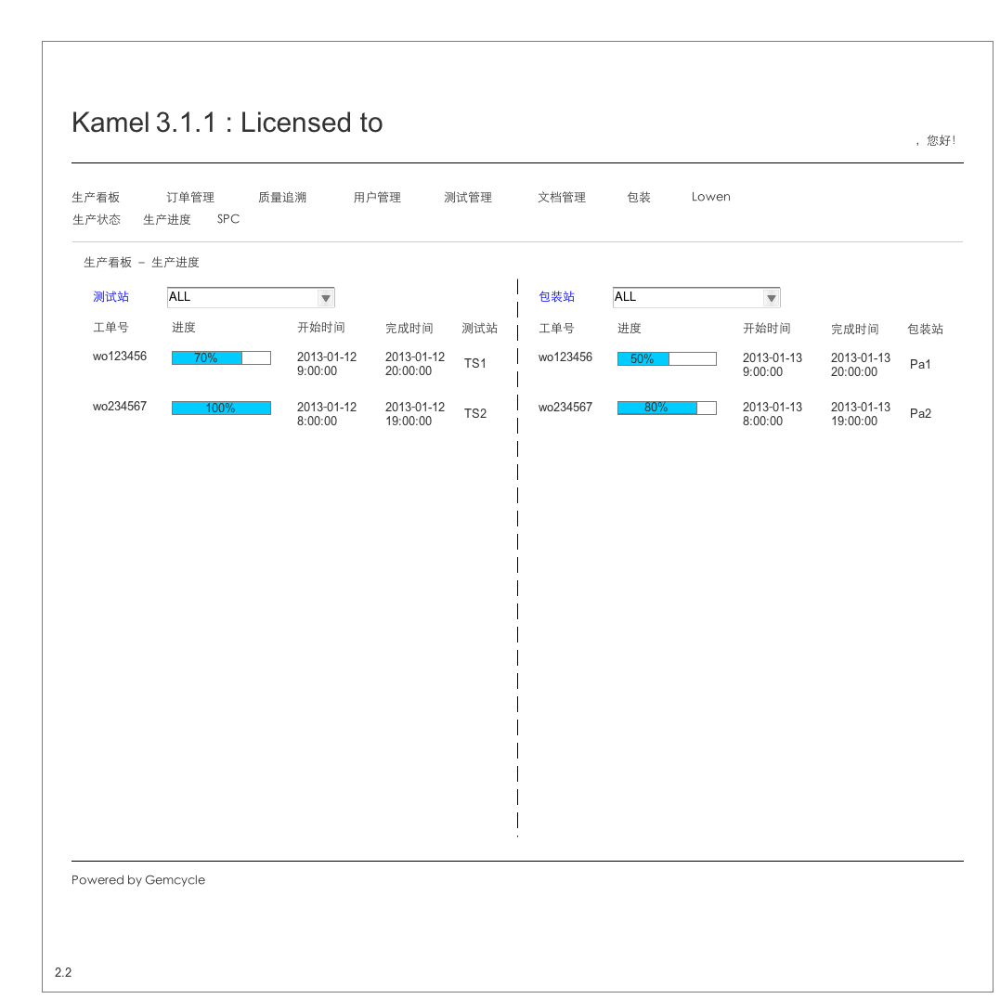 Kamel 3.1.1 : Licensed to
，您好!
生产看板 订单管理 质量追溯 用户管理 测试管理 文档管理 包装 Lowen
生产状态 生产进度 SPC
生产看板 – 生产进度
测试站 ALL
工单号 进度 开始时间 完成时间 测试站
wo123456 70% 2013-01-12 9:00:00 2013-01-12 20:00:00 TS1
wo234567 100% 2013-01-12 8:00:00 2013-01-12 19:00:00 TS2
包装站 ALL
工单号 进度 开始时间 完成时间 包装站
wo123456 50% 2013-01-13 9:00:00 2013-01-13 20:00:00 Pa1
wo234567 80% 2013-01-13 8:00:00 2013-01-13 19:00:00 Pa2
Powered by Gemcycle
2.2